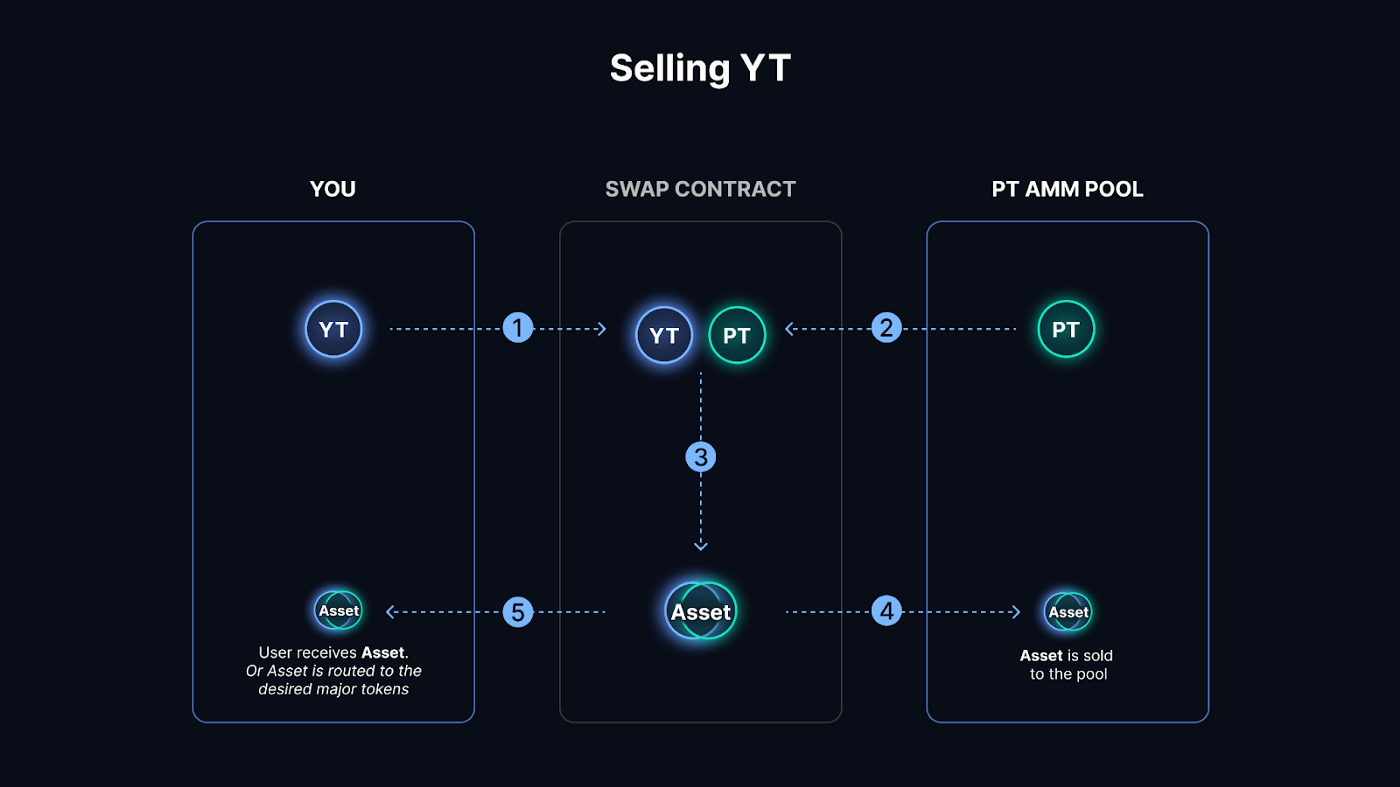 Selling YT
YOU
SWAP CONTRACT
PT AMM POOL
YT
1
YT
PT
2
PT
3
Asset
5
Asset
4
Asset
User receives Asset.
Or Asset is routed to the
desired major tokens
Asset is sold
to the pool